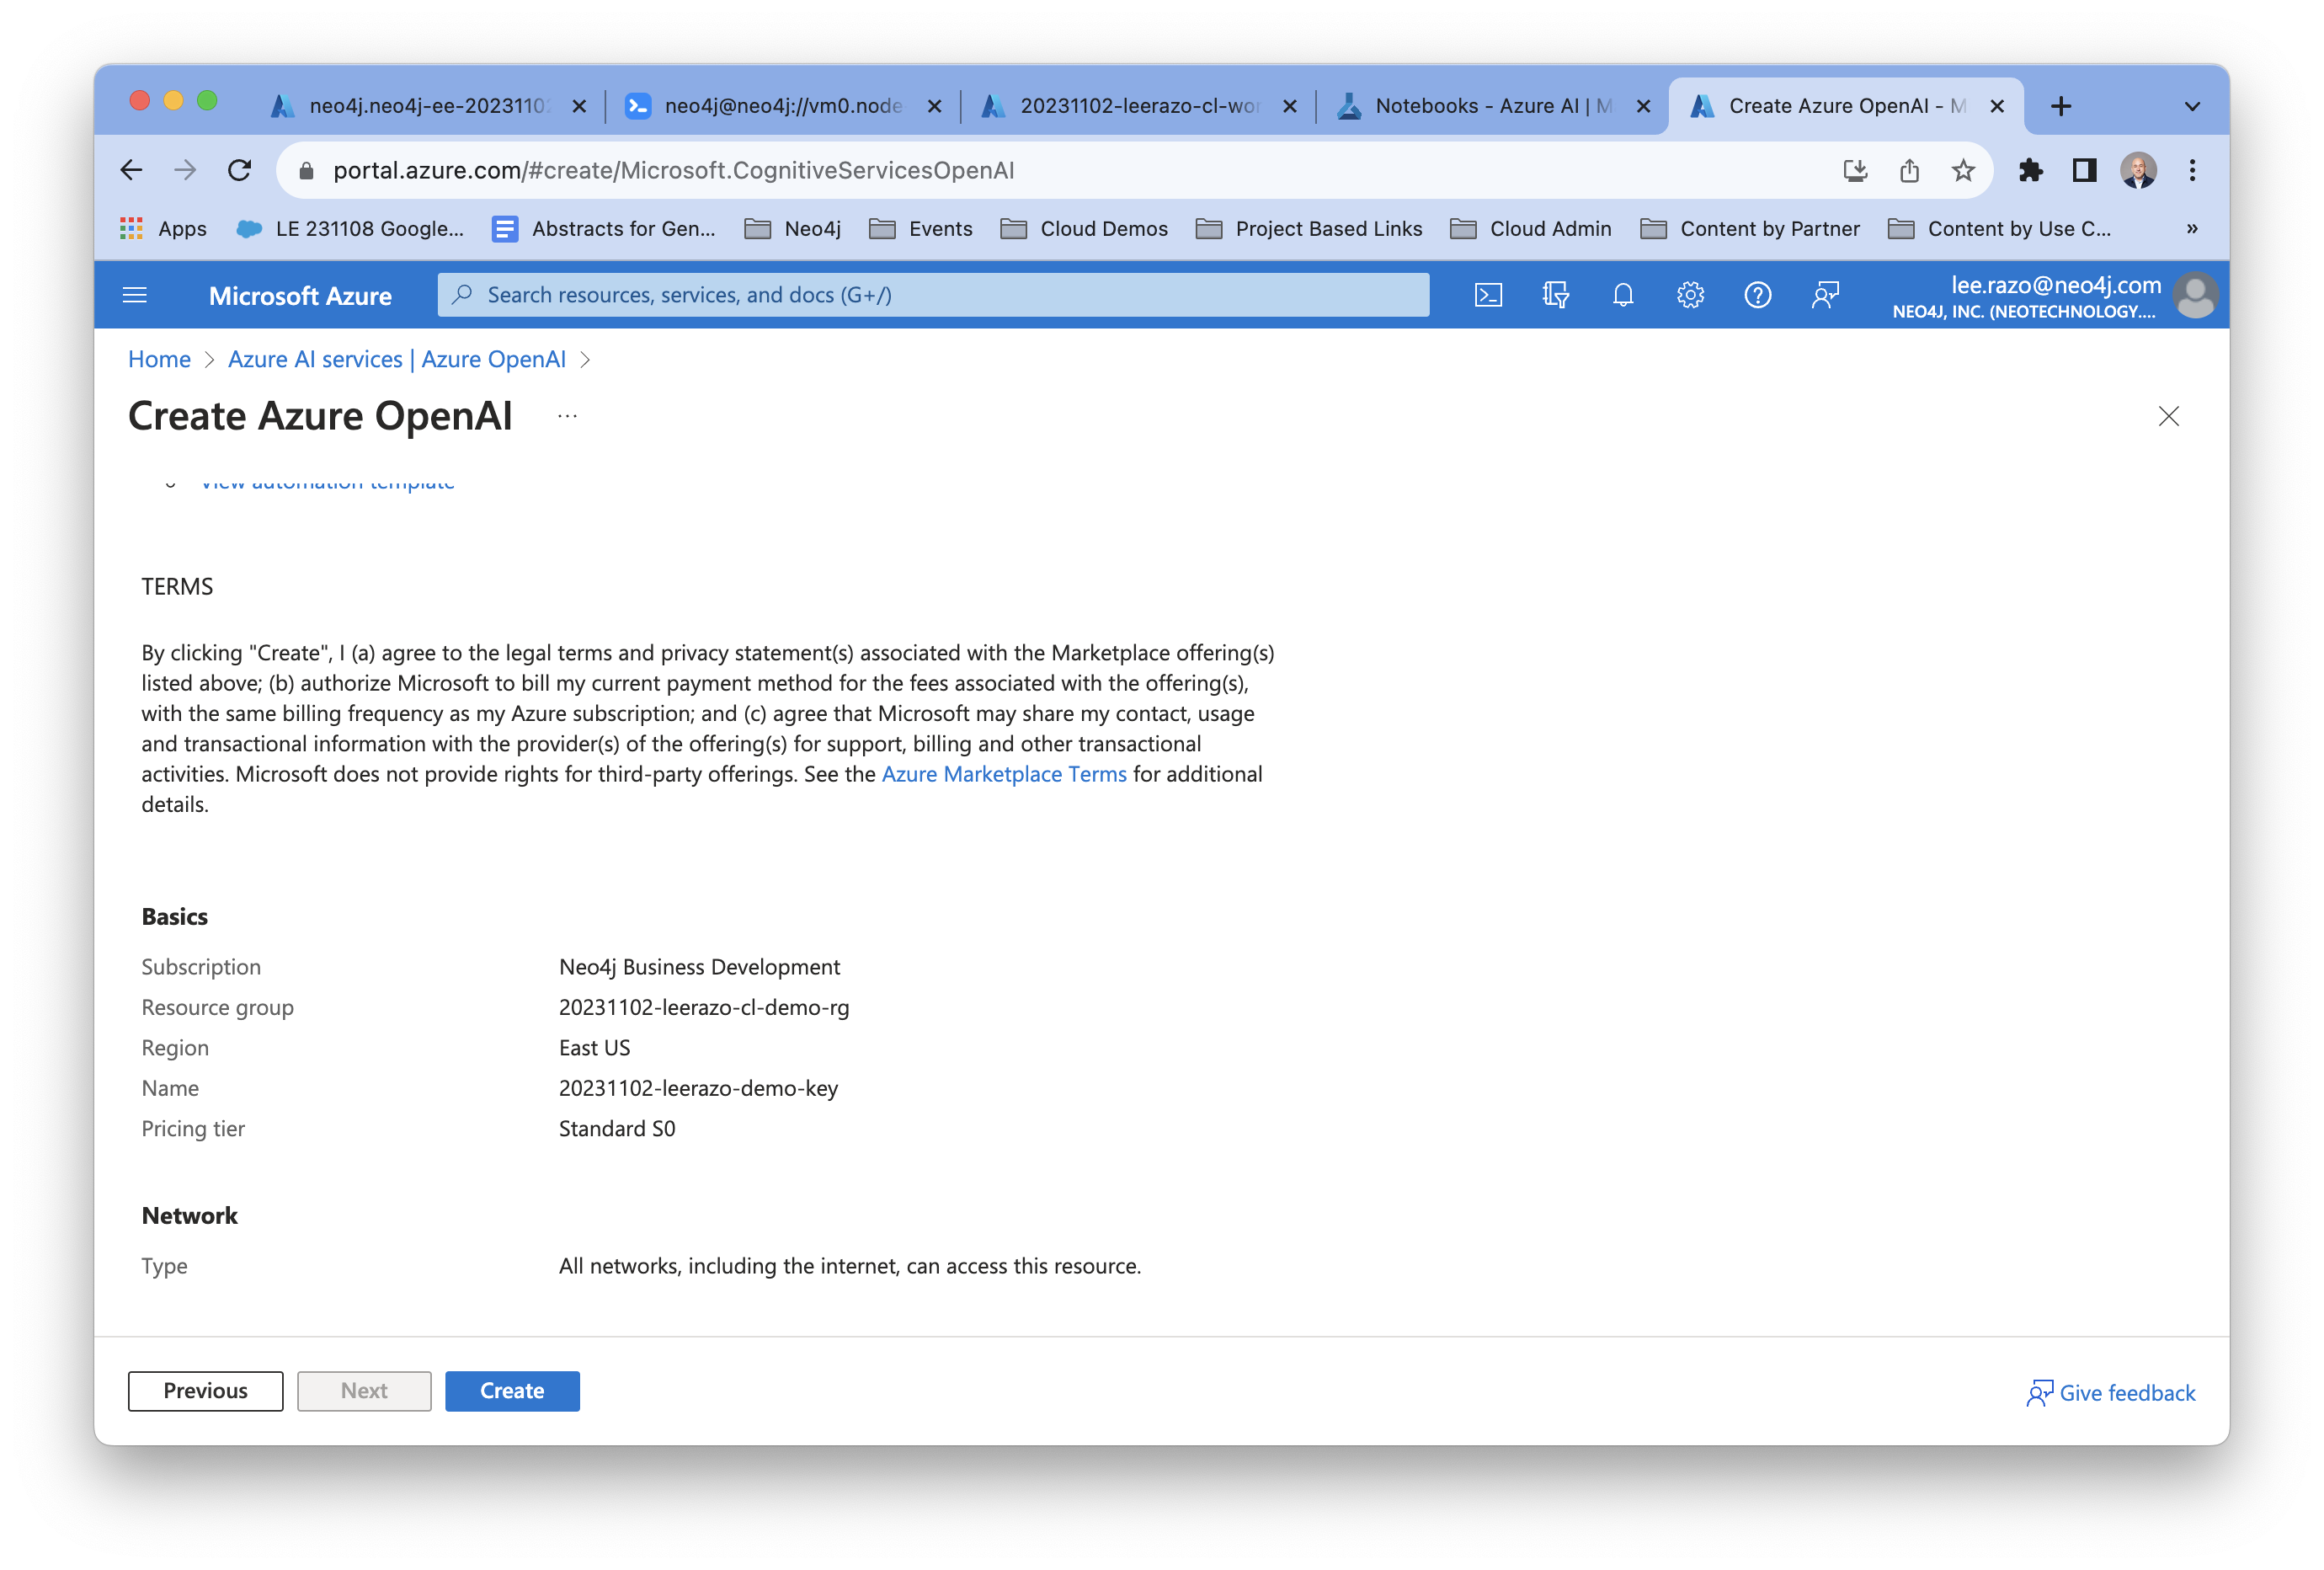 neo4j.neo4j-ee-20231102
neo4j@neo4j://vm0.node
20231102-leerazo-cl-wor
Notebooks - Azure AI | M
Create Azure OpenAI - M
portal.azure.com/#create/Microsoft.CognitiveServicesOpenAI
Apps
LE 231108 Google...
Abstracts for Gen...
Neo4j
Events
Cloud Demos
Project Based Links
Cloud Admin
Content by Partner
Content by Use C...
»
Microsoft Azure
Search resources, services, and docs (G+/)
lee.razo@neo4j.com
NEO4J, INC. (NEOTECHNOLOGY....
Home > Azure AI services | Azure OpenAI >
Create Azure OpenAI ...
View automation template
TERMS
By clicking "Create", I (a) agree to the legal terms and privacy statement(s) associated with the Marketplace offering(s)
listed above; (b) authorize Microsoft to bill my current payment method for the fees associated with the offering(s),
with the same billing frequency as my Azure subscription; and (c) agree that Microsoft may share my contact, usage
and transactional information with the provider(s) of the offering(s) for support, billing and other transactional
activities. Microsoft does not provide rights for third-party offerings. See the Azure Marketplace Terms for additional
details.
Basics
Subscription Neo4j Business Development
Resource group 20231102-leerazo-cl-demo-rg
Region East US
Name 20231102-leerazo-demo-key
Pricing tier Standard S0
Network
Type All networks, including the internet, can access this resource.
Previous
Next
Create
Give feedback